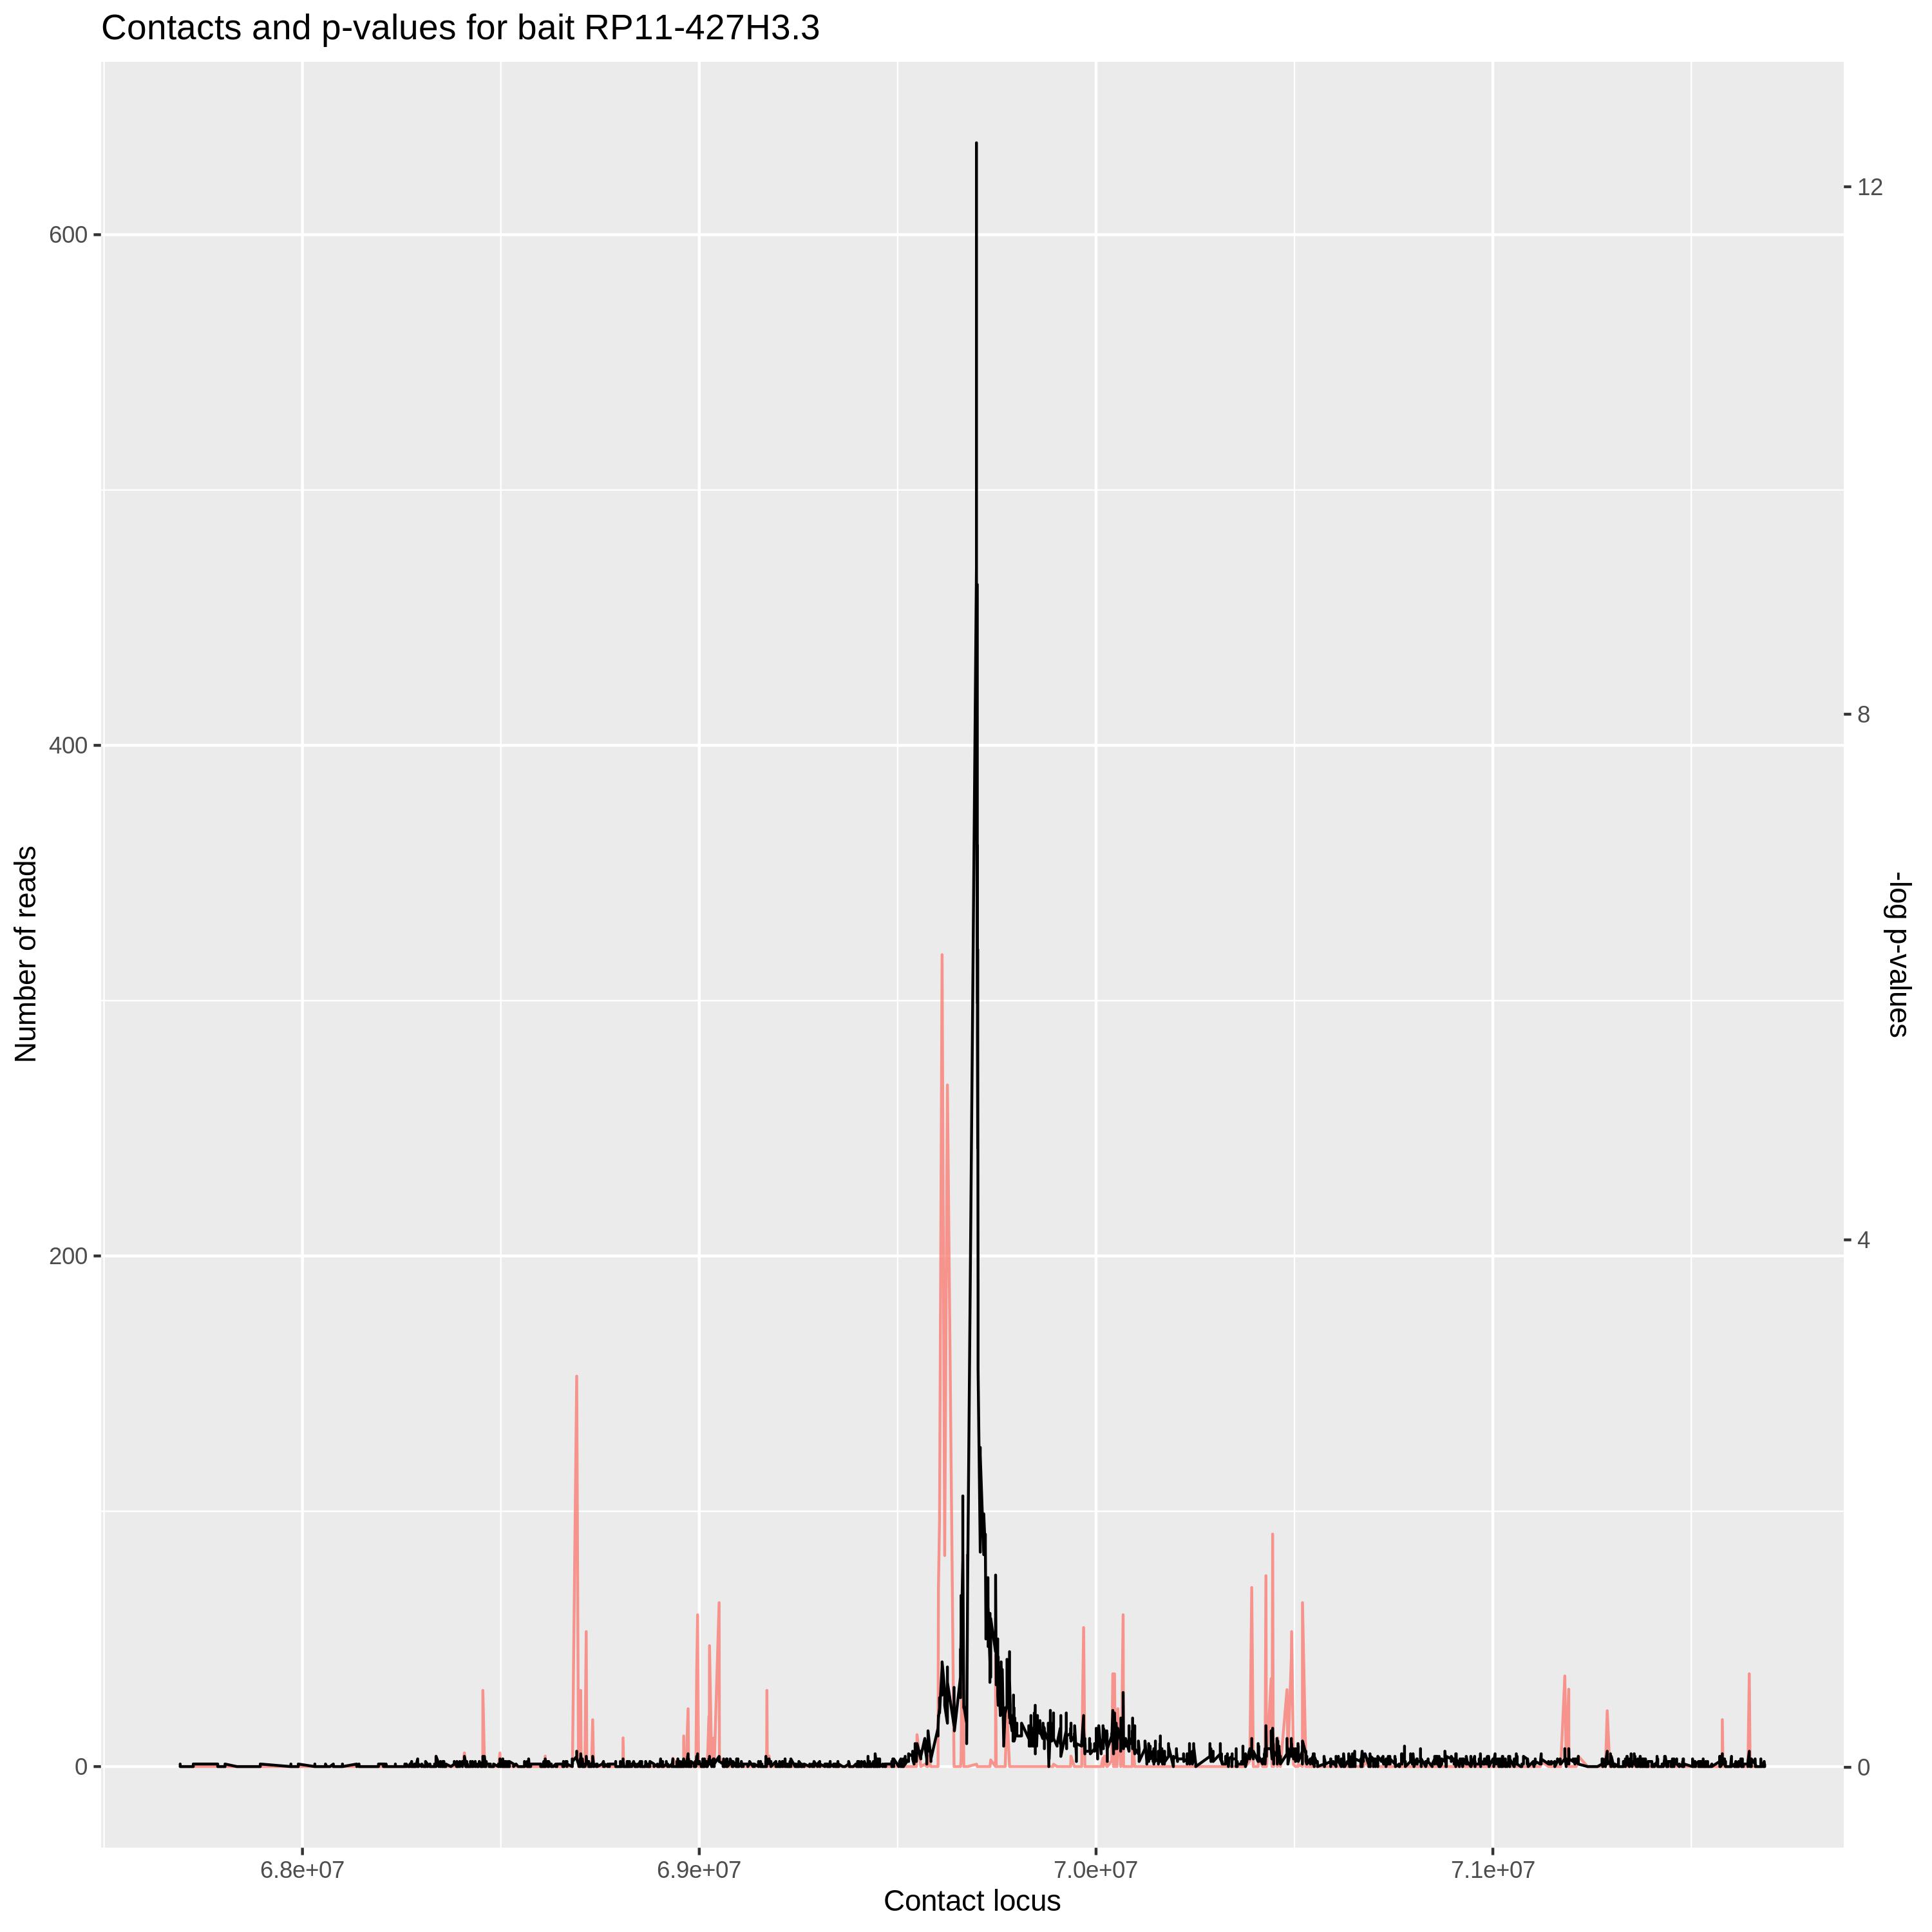 Contacts and p-values for bait RP11-427H3.3
600
400
200
0
12
8
4
0
Number of reads
-log p-values
6.8e+07
6.9e+07
7.0e+07
7.1e+07
Contact locus